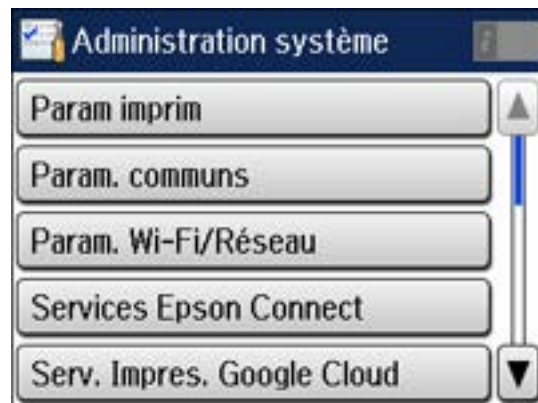 Administration système
Param imprim
Param. communs
Param. Wi-Fi/Réseau
Services Epson Connect
Serv. Impres. Google Cloud